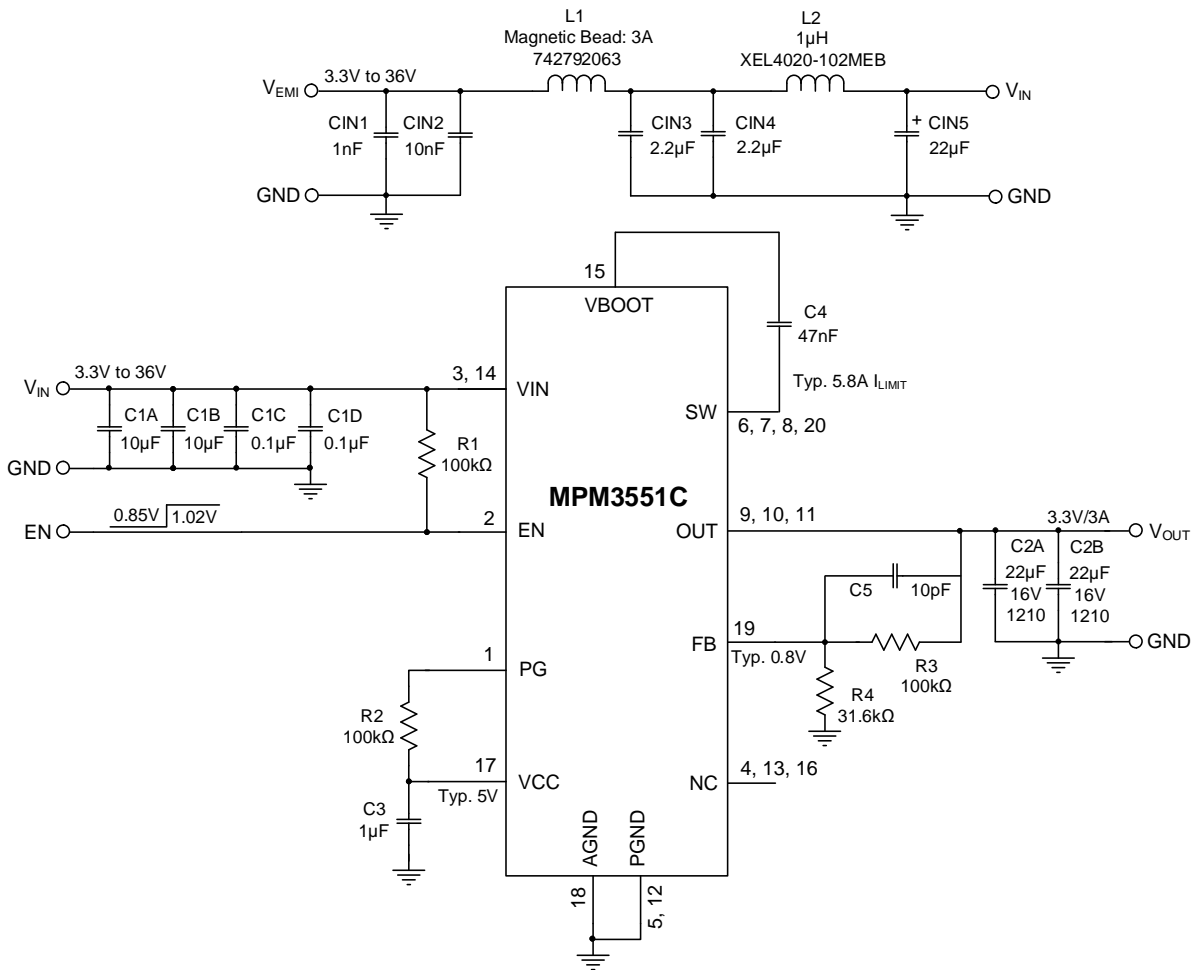 L1
Magnetic Bead: 3A
742792063
L2
1µH
XEL4020-102MEB
VEMI
3.3V to 36V
VIN
CIN1
1nF
CIN2
10nF
CIN3
2.2µF
CIN4
2.2µF
+
CIN5
22µF
GND
GND
15
VBOOT
C4
47nF
Typ. 5.8A ILIMIT
VIN
3.3V to 36V
3, 14
VIN
C1A
10µF
C1B
10µF
C1C
0.1µF
C1D
0.1µF
R1
100kΩ
GND
SW
6, 7, 8, 20
MPM3551C
EN
0.85V
1.02V
2
EN
OUT
9, 10, 11
3.3V/3A
VOUT
C2A
22µF
16V
1210
C2B
22µF
16V
1210
C5
10pF
GND
FB
19
Typ. 0.8V
R3
100kΩ
R4
31.6kΩ
1
PG
R2
100kΩ
17
VCC
Typ. 5V
C3
1µF
NC
4, 13, 16
AGND
PGND
18
5, 12